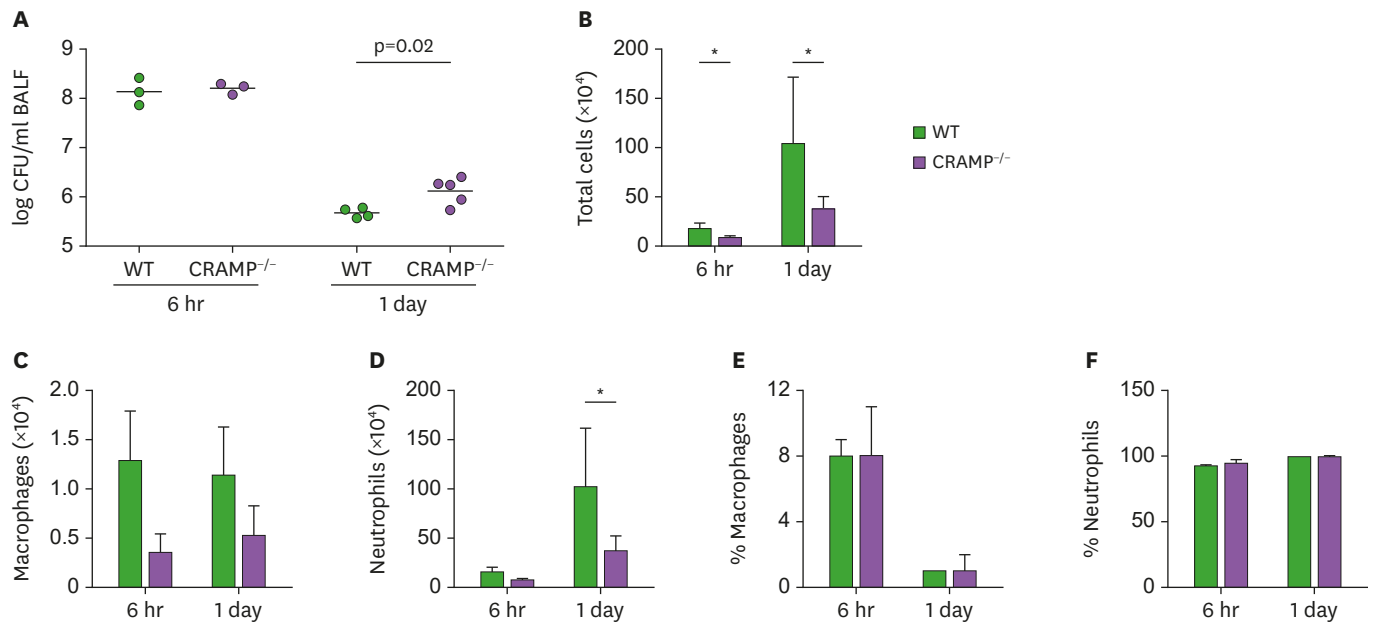 A
log CFU/ml BALF
9
8
7
6
5
p=0.02
WT
CRAMP⁻/⁻
WT
CRAMP⁻/⁻
6 hr
1 day
B
Total cells (×10⁴)
200
150
100
50
0
*
*
6 hr
1 day
WT
CRAMP⁻/⁻
C
Macrophages (×10⁴)
2.0
1.5
1.0
0.5
0
6 hr
1 day
D
Neutrophils (×10⁴)
200
150
100
50
0
*
6 hr
1 day
E
% Macrophages
12
8
4
0
6 hr
1 day
F
% Neutrophils
150
100
50
0
6 hr
1 day